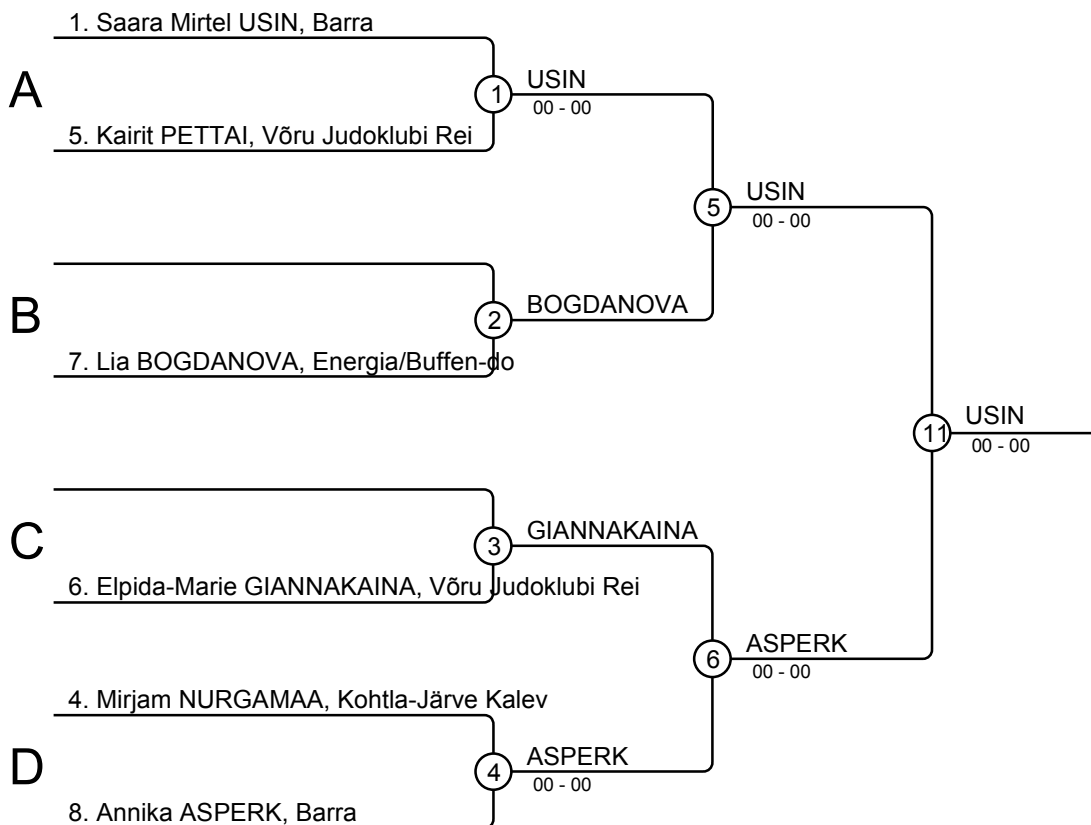 1. Saara Mirtel USIN, Barra
A
1
USIN
00 - 00
5. Kairit PETTAI, Võru Judoklubi Rei
5
USIN
00 - 00
B
2
BOGDANOVA
7. Lia BOGDANOVA, Energia/Buffen-do
11
USIN
00 - 00
C
3
GIANNAKAINA
6. Elpida-Marie GIANNAKAINA, Võru Judoklubi Rei
6
ASPERK
00 - 00
4. Mirjam NURGAMAA, Kohtla-Järve Kalev
D
4
ASPERK
00 - 00
8. Annika ASPERK, Barra